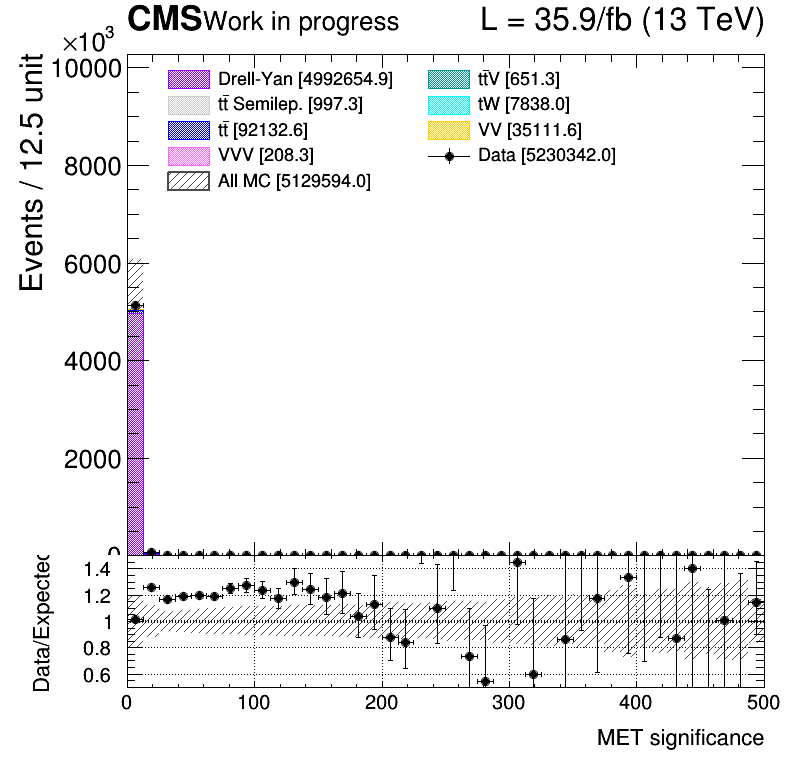 CMS Work in progress L = 35.9/fb (13 TeV)
×10³
Events / 12.5 unit
10000
8000
6000
4000
2000
0
Drell-Yan [4992654.9]
tt̄ Semilep. [997.3]
tt̄ [92132.6]
VVV [208.3]
All MC [5129594.0]
tt̄V [651.3]
tW [7838.0]
VV [35111.6]
Data [5230342.0]
Data/Expected
1.4
1.2
1
0.8
0.6
0 100 200 300 400 500
MET significance